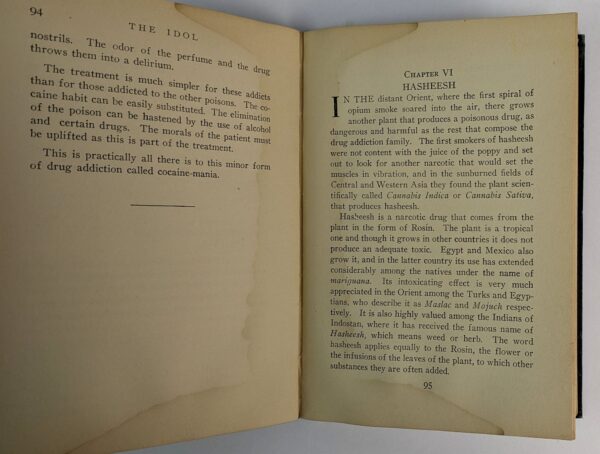 94
THE IDOL
nostrils. The odor of the perfume and the drug
throws them into a delirium.
The treatment is much simpler for these addicts
than for those addicted to the other poisons. The co-
caine habit can be easily substituted. The elimination
of the poison can be hastened by the use of alcohol
and certain drugs. The morals of the patient must
be uplifted as this is part of the treatment.
This is practically all there is to this minor form
of drug addiction called cocaine-mania.
CHAPTER VI
HASHEESH
IN THE distant Orient, where the first spiral of
opium smoke soared into the air, there grows
another plant that produces a poisonous drug, as
dangerous and harmful as the rest that compose the
drug addiction family. The first smokers of hasheesh
were not content with the juice of the poppy and set
out to look for another narcotic that would set the
muscles in vibration, and in the sunburned fields of
Central and Western Asia they found the plant scien-
tifically called Cannabis Indica or Cannabis Sativa,
that produces hasheesh.
Hasheesh is a narcotic drug that comes from the
plant in the form of Rosin. The plant is a tropical
one and though it grows in other countries it does not
produce an adequate toxic. Egypt and Mexico also
grow it, and in the latter country its use has extended
considerably among the natives under the name of
mariguana. Its intoxicating effect is very much
appreciated in the Orient among the Turks and Egyp-
tians, who describe it as Maslac and Mojuch respec-
tively. It is also highly valued among the Indians of
Indostan, where it has received the famous name of
Hasheesh, which means weed or herb. The word
hasheesh applies equally to the Rosin, the flower or
the infusions of the leaves of the plant, to which other
substances they are often added.
95